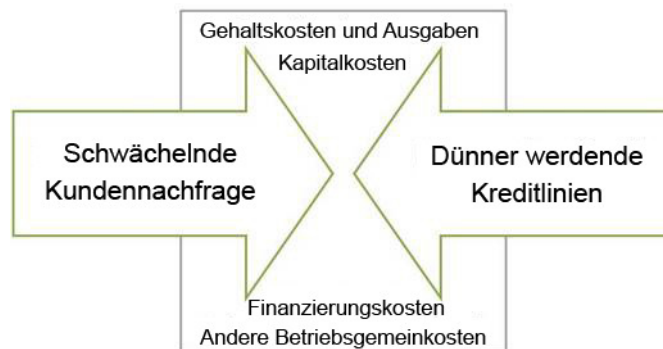 Gehaltskosten und Ausgaben
Kapitalkosten
Schwächelnde
Kundennachfrage
Dünner werdende
Kreditlinien
Finanzierungskosten
Andere Betriebsgemeinkosten